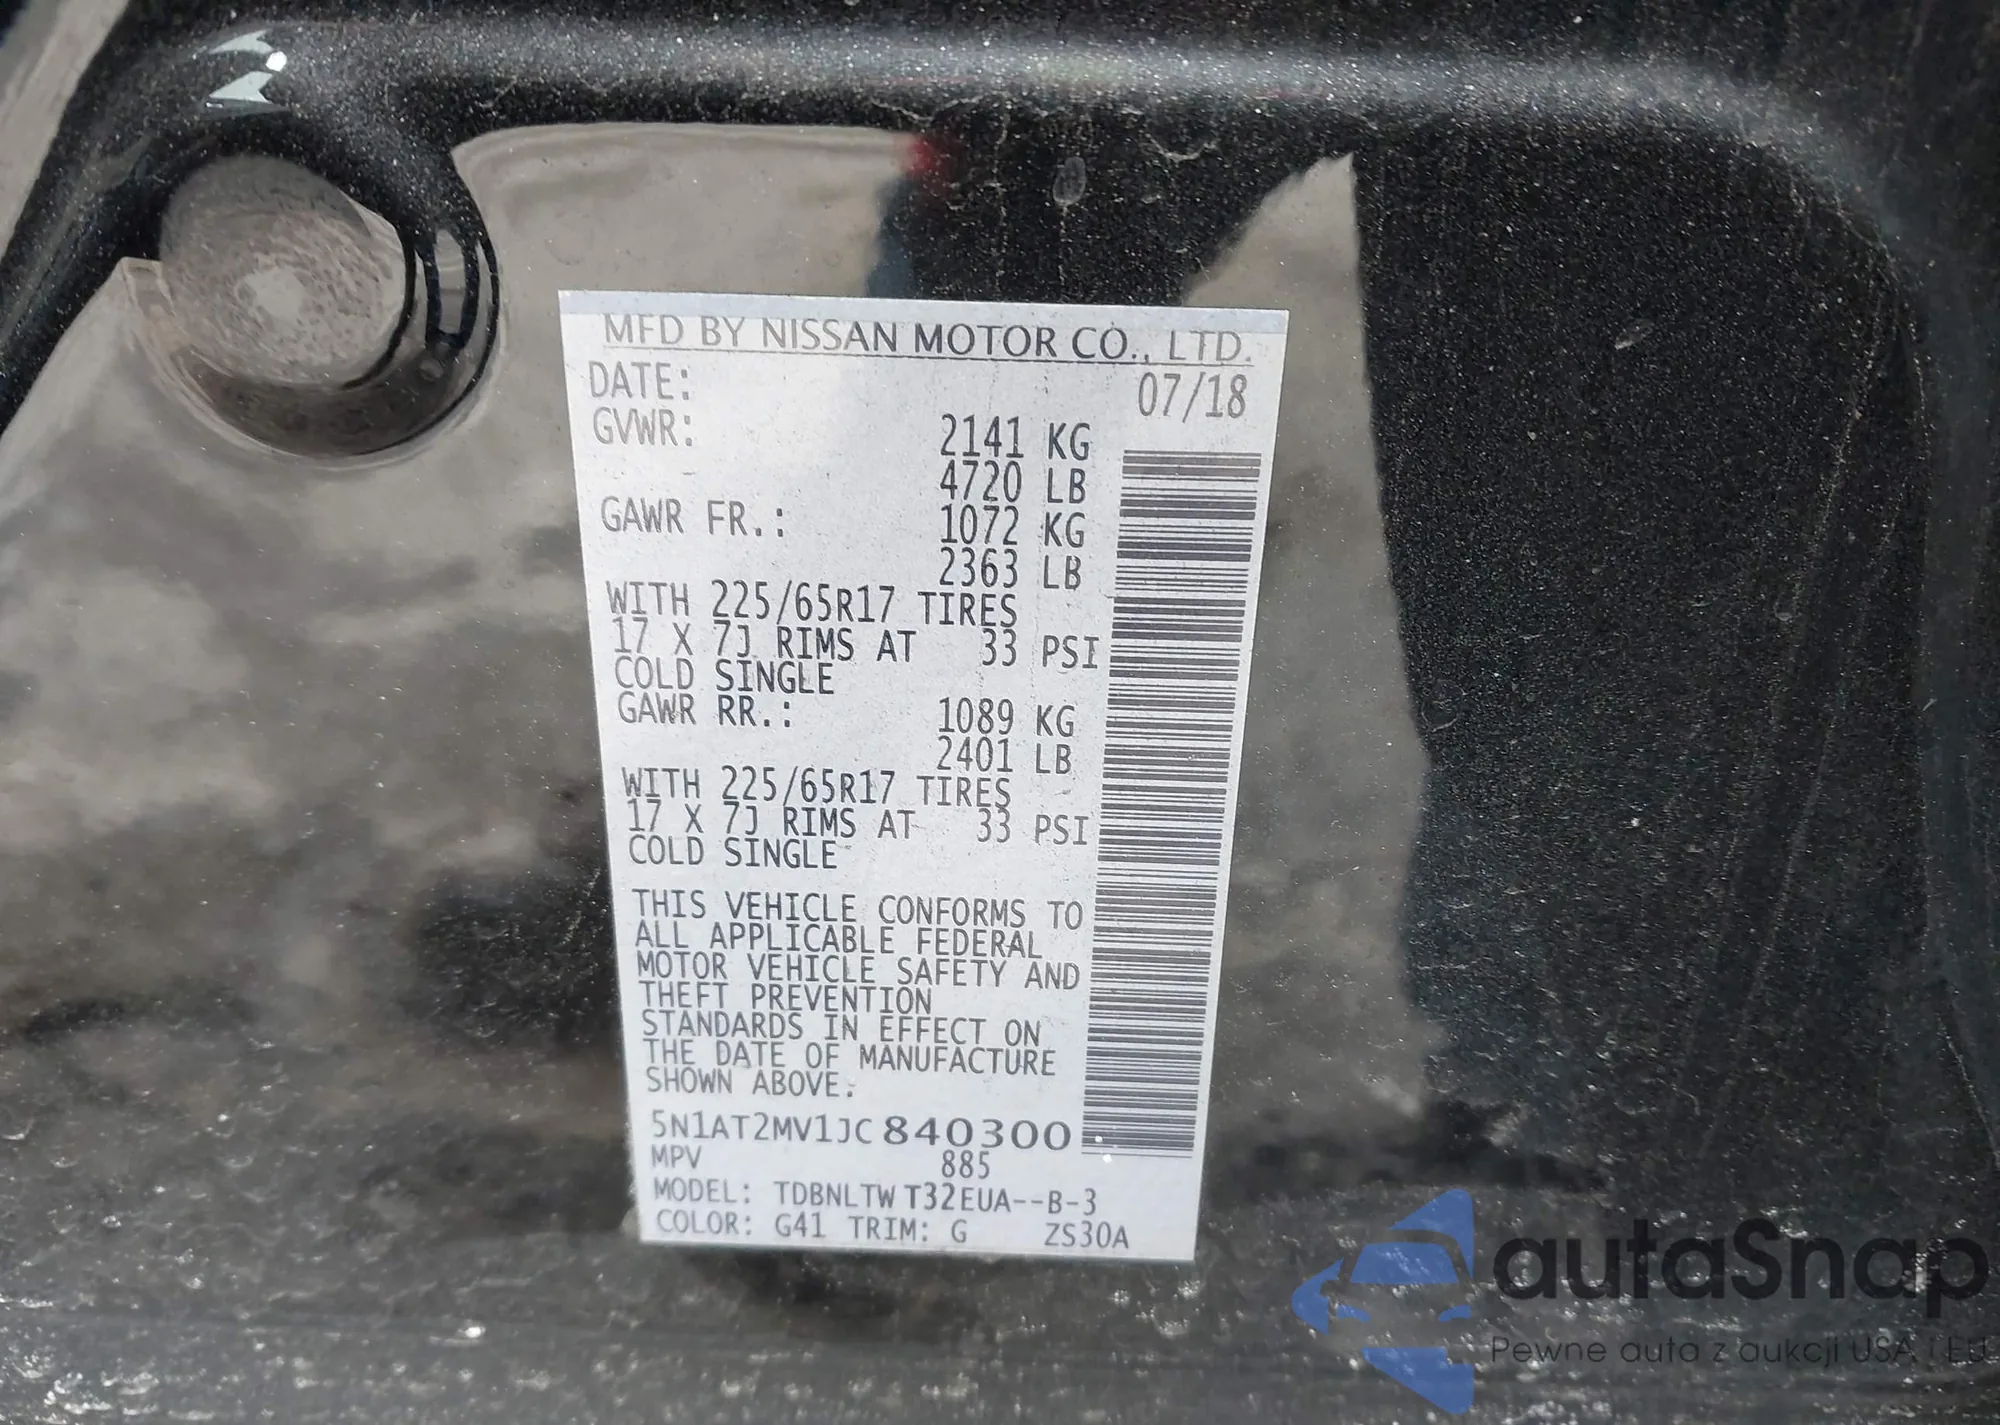 MFD BY NISSAN MOTOR CO., LTD.
DATE: 07/18
GVWR: 2141 KG
4720 LB
GAWR FR.: 1072 KG
2363 LB
WITH 225/65R17 TIRES
17 X 7J RIMS AT 33 PSI
COLD SINGLE
GAWR RR.: 1089 KG
2401 LB
WITH 225/65R17 TIRES
17 X 7J RIMS AT 33 PSI
COLD SINGLE
THIS VEHICLE CONFORMS TO
ALL APPLICABLE FEDERAL
MOTOR VEHICLE SAFETY AND
THEFT PREVENTION
STANDARDS IN EFFECT ON
THE DATE OF MANUFACTURE
SHOWN ABOVE.
5N1AT2MV1JC840300
MPV 885
MODEL: TDBNLTW T32EUA--B-3
COLOR: G41 TRIM: G ZS30A
autaSnap
Pewne auta z aukcji USA i EU